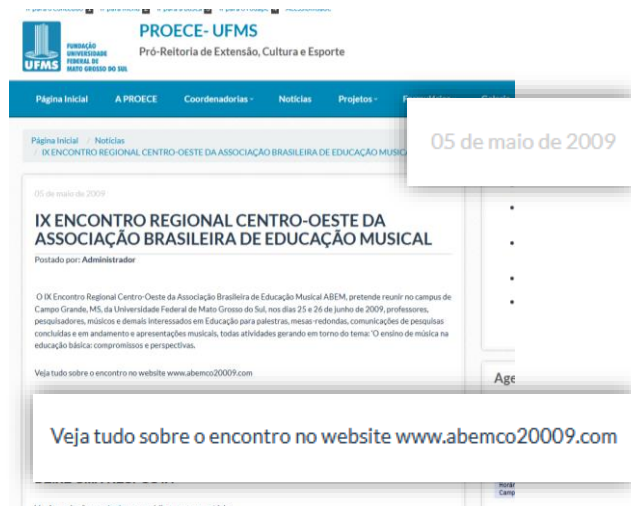 PROECE- UFMS
Pró-Reitoria de Extensão, Cultura e Esporte
FUNDAÇÃO
UNIVERSIDADE
FEDERAL DE
MATO GROSSO DO SUL
UFMS
Página Inicial A PROECE Coordenadorias Notícias Projetos
Página Inicial / Notícias
/ IX ENCONTRO REGIONAL CENTRO-OESTE DA ASSOCIAÇÃO BRASILEIRA DE EDUCAÇÃO
05 de maio de 2009
05 de maio de 2009
IX ENCONTRO REGIONAL CENTRO-OESTE DA
ASSOCIAÇÃO BRASILEIRA DE EDUCAÇÃO MUSICAL
Postado por: Administrador
O IX Encontro Regional Centro-Oeste da Associação Brasileira de Educação Musical ABEM, pretende reunir no campus de
Campo Grande, MS, da Universidade Federal de Mato Grosso do Sul, nos dias 25 e 26 de junho de 2009, professores,
pesquisadores, músicos e demais interessados em Educação para palestras, mesas-redondas, comunicações de pesquisas
concluídas e em andamento e apresentações musicais, todas atividades gerando em torno do tema: 'O ensino de música na
educação básica: compromissos e perspectivas.
Veja tudo sobre o encontro no website www.abemco20009.com
Age
Veja tudo sobre o encontro no website www.abemco20009.com